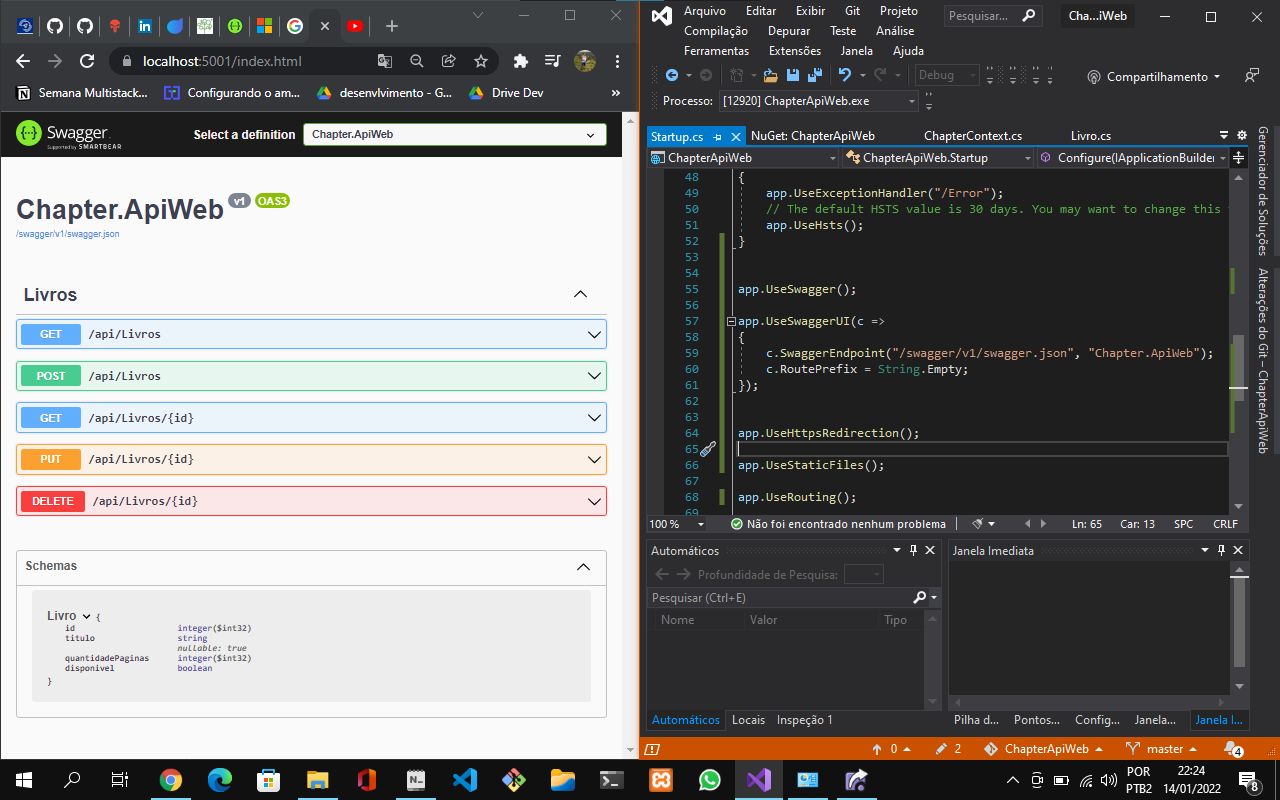 localhost:5001/index.html
Semana Multistack...
Configurando o am...
desenvlvimento - G...
Drive Dev
»
Swagger
Supported by SMARTBEAR
Select a definition
Chapter.ApiWeb
Chapter.ApiWeb v1 OAS3
/swagger/v1/swagger.json
Livros
GET /api/Livros
POST /api/Livros
GET /api/Livros/{id}
PUT /api/Livros/{id}
DELETE /api/Livros/{id}
Schemas
Livro {
id integer($int32)
titulo string
nullable: true
quantidadePaginas integer($int32)
disponivel boolean
}
Arquivo Editar Exibir Git Projeto
Compilação Depurar Teste Análise
Ferramentas Extensões Janela Ajuda
Pesquisar...
Cha...iWeb
Debug
Compartilhamento
Processo: [12920] ChapterApiWeb.exe
Startup.cs NuGet: ChapterApiWeb ChapterContext.cs Livro.cs
ChapterApiWeb ChapterApiWeb.Startup Configure(IApplicationBuilder
48 {
49 app.UseExceptionHandler("/Error");
50 // The default HSTS value is 30 days. You may want to change this
51 app.UseHsts();
52 }
53
54
55 app.UseSwagger();
56
57 app.UseSwaggerUI(c =>
58 {
59 c.SwaggerEndpoint("/swagger/v1/swagger.json", "Chapter.ApiWeb");
60 c.RoutePrefix = String.Empty;
61 });
62
63
64 app.UseHttpsRedirection();
65
66 app.UseStaticFiles();
67
68 app.UseRouting();
69
100 % Não foi encontrado nenhum problema Ln: 65 Car: 13 SPC CRLF
Gerenciador de Soluções
Alterações do Git – ChapterApiWeb
Automáticos
Profundidade de Pesquisa:
Pesquisar (Ctrl+E)
Nome Valor Tipo
Automáticos Locais Inspeção 1
Janela Imediata
Pilha d... Pontos... Config... Janela... Janela I...
0 2 ChapterApiWeb master 4
POR
PTB2
22:24
14/01/2022
8